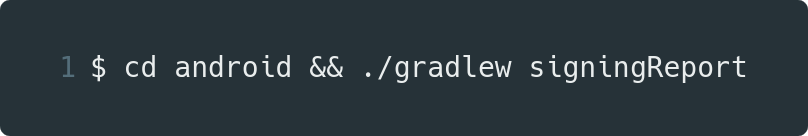 1 $ cd android && ./gradlew signingReport